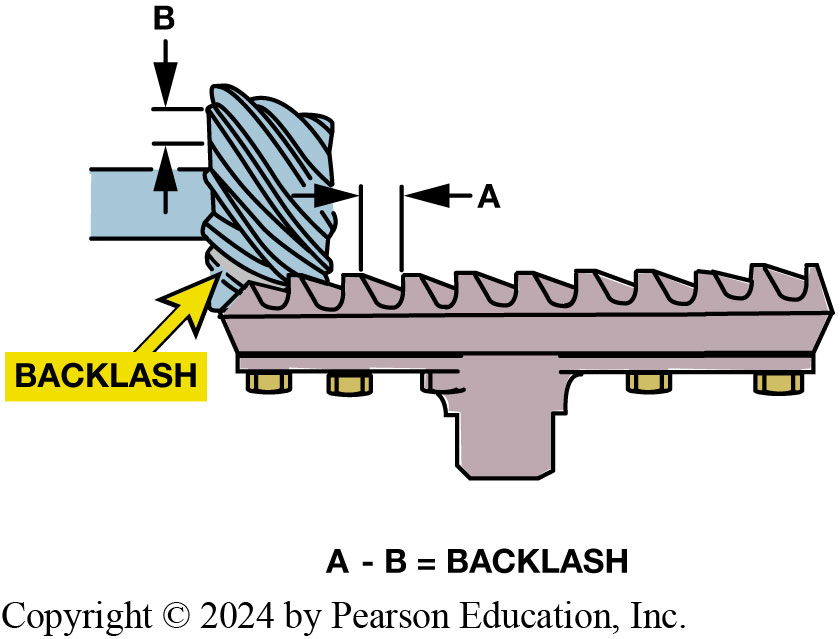 B
A
BACKLASH
A - B = BACKLASH
Copyright © 2024 by Pearson Education, Inc.